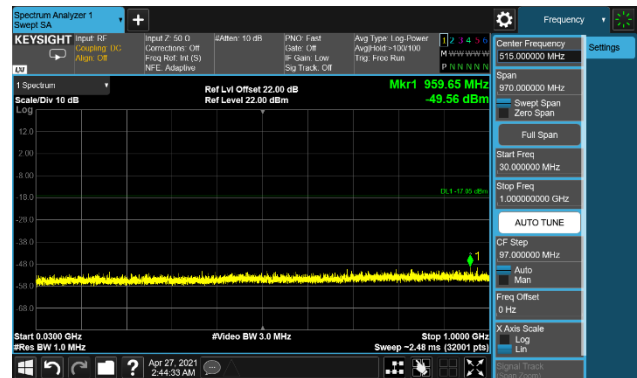 Spectrum Analyzer 1
Swept SA
Frequency
KEYSIGHT
Input: RF
Coupling: DC
Align: Off
Input Z: 50 Ω
Corrections: Off
Freq Ref: Int (S)
NFE: Adaptive
#Atten: 10 dB
PNO: Fast
Gate: Off
IF Gain: Low
Sig Track: Off
Avg Type: Log-Power
Avg|Hold:>100/100
Trig: Free Run
1 2 3 4 5 6
M W W W W W
P N N N N N
LXI
1 Spectrum
Scale/Div 10 dB
Log
Ref Lvl Offset 22.00 dB
Ref Level 22.00 dBm
Mkr1 959.65 MHz
-49.56 dBm
12.0
2.00
-8.00
-18.0
DL1 -17.95 dBm
-28.0
-38.0
-48.0
-58.0
-68.0
1
Start 0.0300 GHz
#Res BW 1.0 MHz
#Video BW 3.0 MHz
Stop 1.0000 GHz
Sweep ~2.48 ms (32001 pts)
?
Apr 27, 2021
2:44:33 AM
Center Frequency
515.000000 MHz
Settings
Span
970.000000 MHz
Swept Span
Zero Span
Full Span
Start Freq
30.000000 MHz
Stop Freq
1.000000000 GHz
AUTO TUNE
CF Step
97.000000 MHz
Auto
Man
Freq Offset
0 Hz
X Axis Scale
Log
Lin
Signal Track
(Span Zoom)